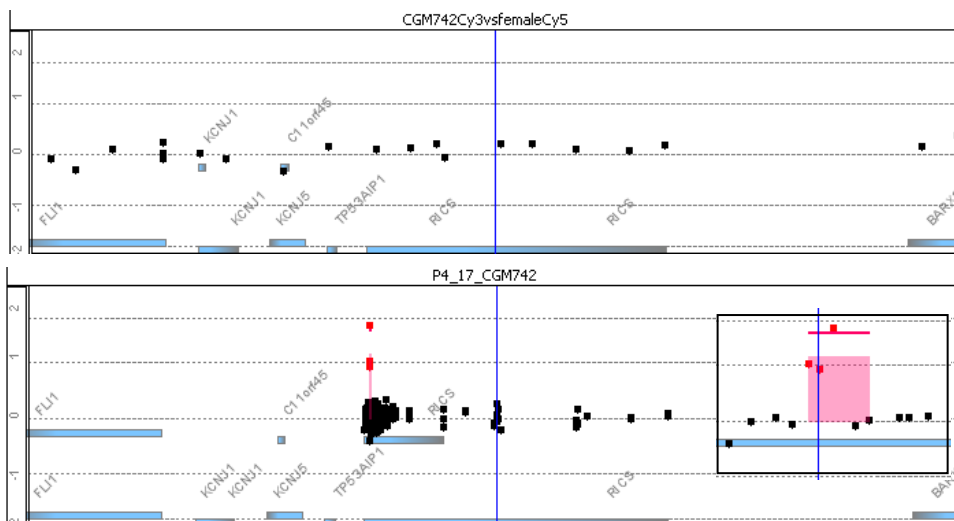 CGM742Cy3vsfemaleCy5
2
1
0
-1
-2
KCNJ1
C11orf45
FLI1
KCNJ1
KCNJ5
TP53AIP1
RICS
RICS
P4_17_CGM742
2
1
0
-1
FLI1
C11orf45
RICS
FLI1
KCNJ1
KCNJ1
KCNJ5
TP53AIP1
RICS